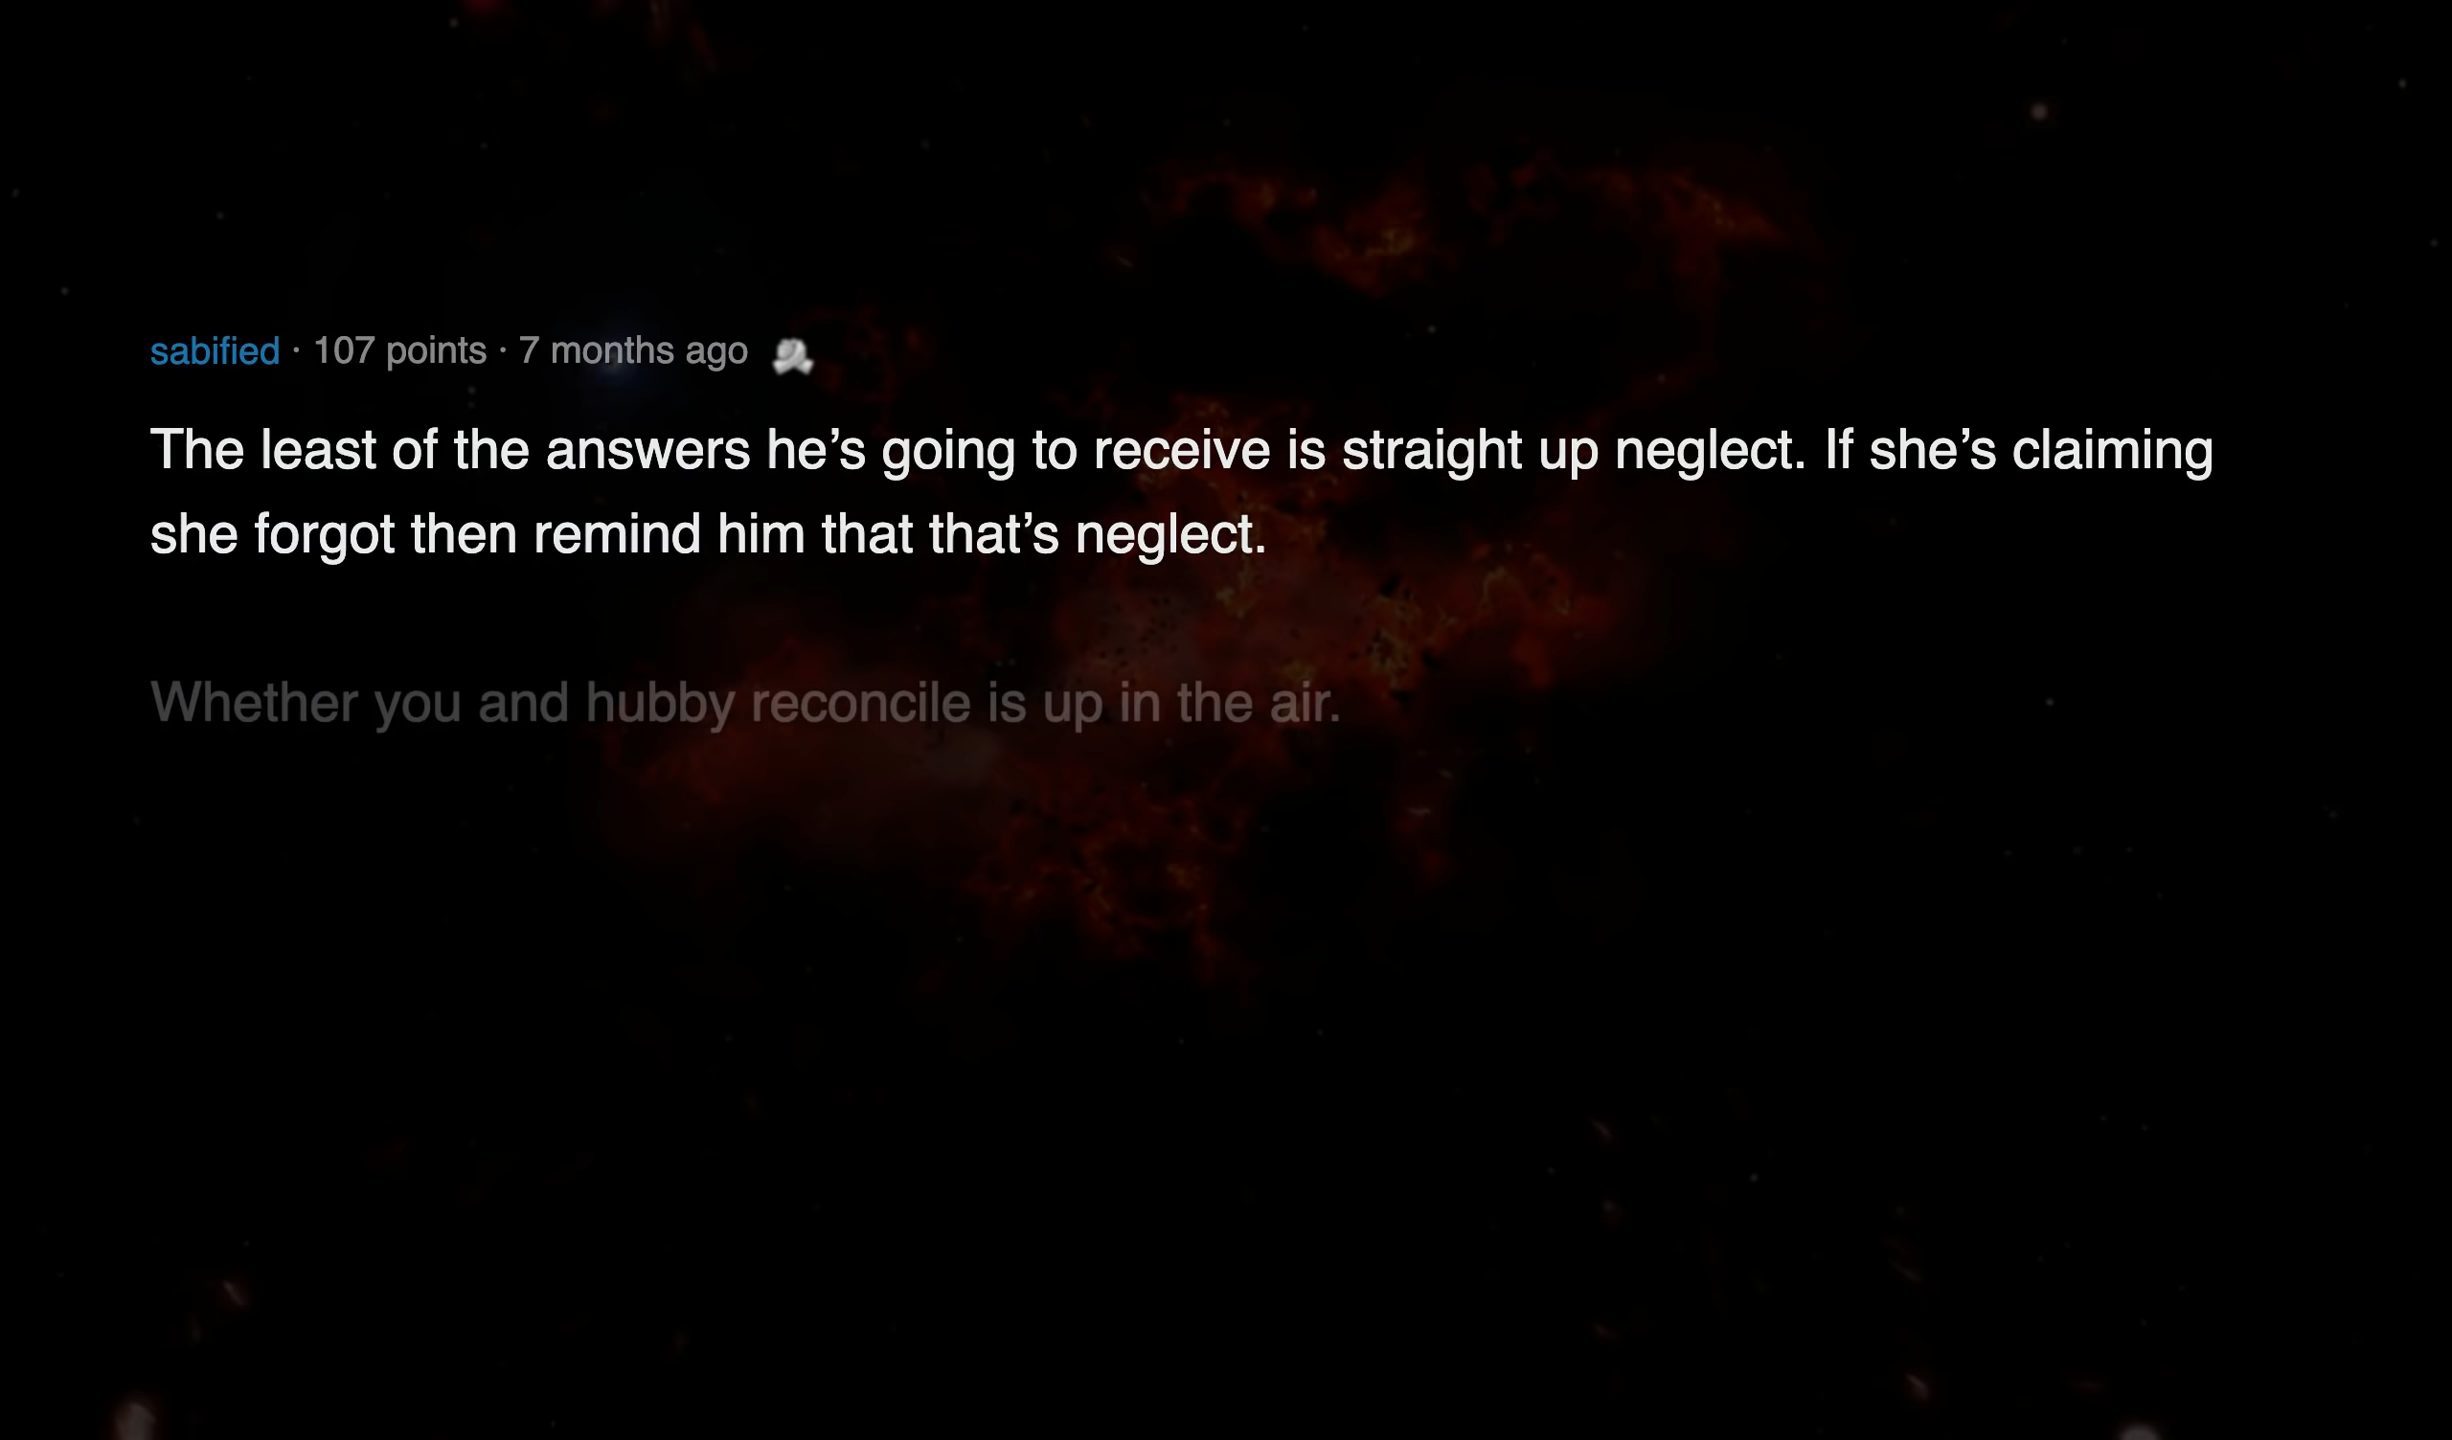 sabified · 107 points · 7 months ago
The least of the answers he’s going to receive is straight up neglect. If she’s claiming
she forgot then remind him that that’s neglect.
Whether you and hubby reconcile is up in the air.